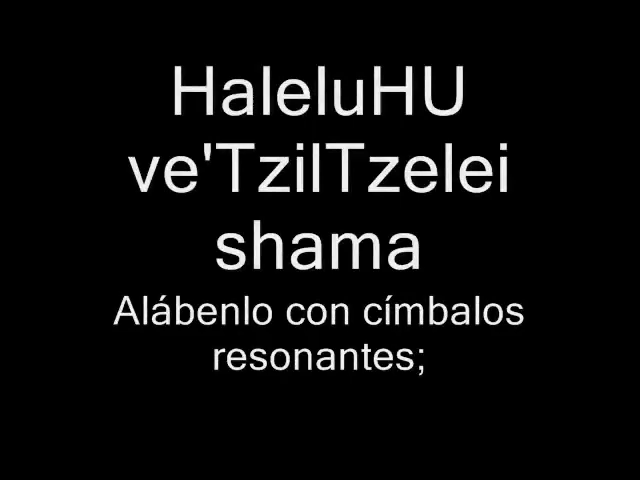 HaleluHU
ve'TzilTzelei
shama
Alábenlo con címbalos
resonantes;